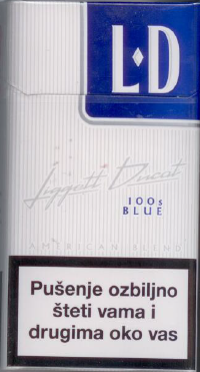 L·D
Liggett Ducat
100s
BLUE
AMERICAN BLEND
Pušenje ozbiljno
šteti vama i
drugima oko vas